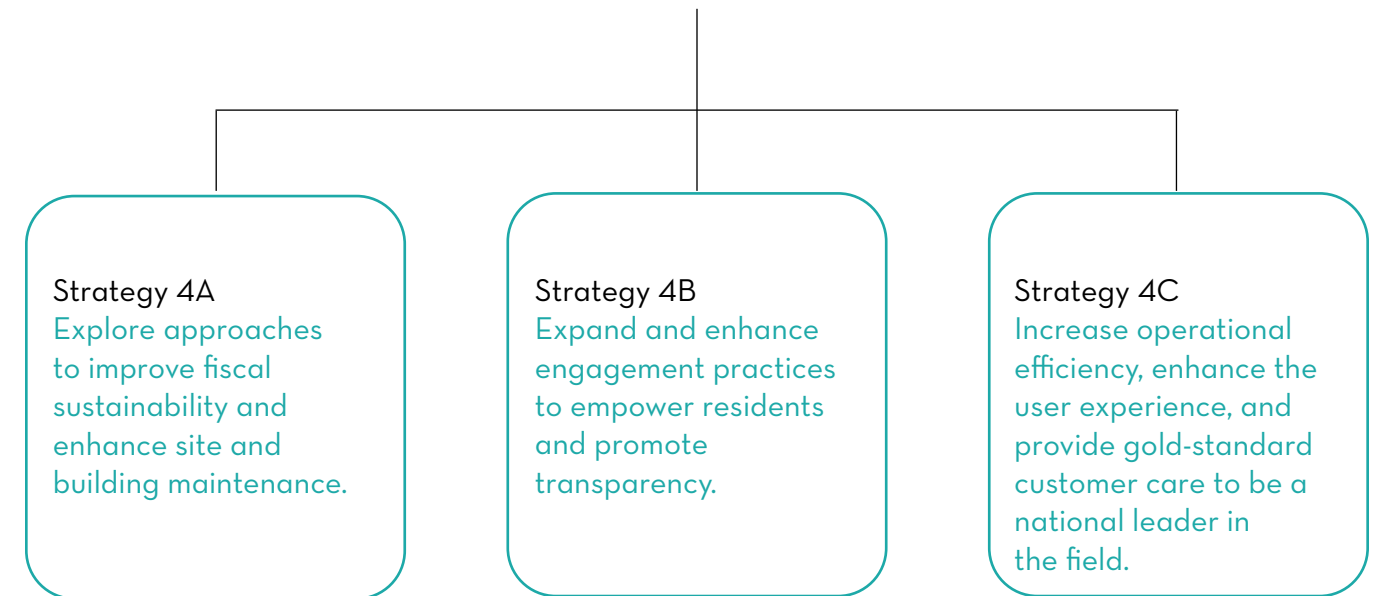 Strategy 4A
Explore approaches
to improve fiscal
sustainability and
enhance site and
building maintenance.
Strategy 4B
Expand and enhance
engagement practices
to empower residents
and promote
transparency.
Strategy 4C
Increase operational
efficiency, enhance the
user experience, and
provide gold-standard
customer care to be a
national leader in
the field.